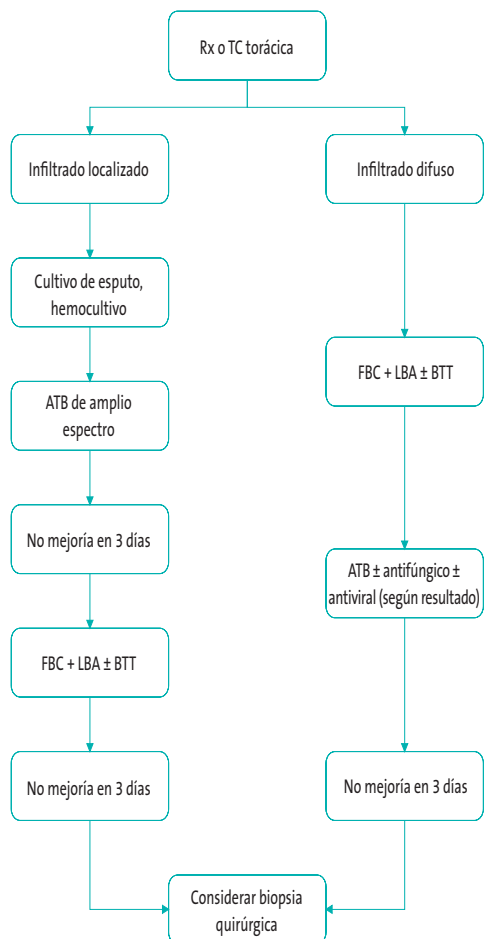 Rx o TC torácica
Infiltrado localizado
Infiltrado difuso
Cultivo de esputo,
hemocultivo
FBC + LBA ± BTT
ATB de amplio
espectro
No mejoría en 3 días
ATB ± antifúngico ±
antiviral (según resultado)
FBC + LBA ± BTT
No mejoría en 3 días
No mejoría en 3 días
Considerar biopsia
quirúrgica